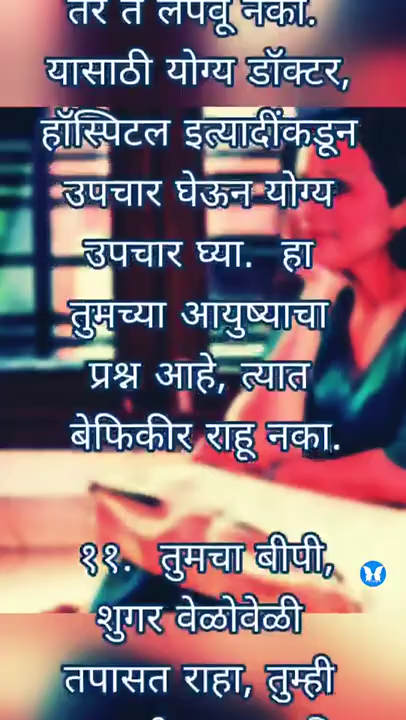 तर ते लपवू नका.
यासाठी योग्य डॉक्टर,
हॉस्पिटल इत्यादींकडून
उपचार घेऊन योग्य
उपचार घ्या. हा
तुमच्या आयुष्याचा
प्रश्न आहे, त्यात
बेफिकीर राहू नका.
११. तुमचा बीपी,
शुगर वेळोवेळी
तपासत राहा, तुम्ही